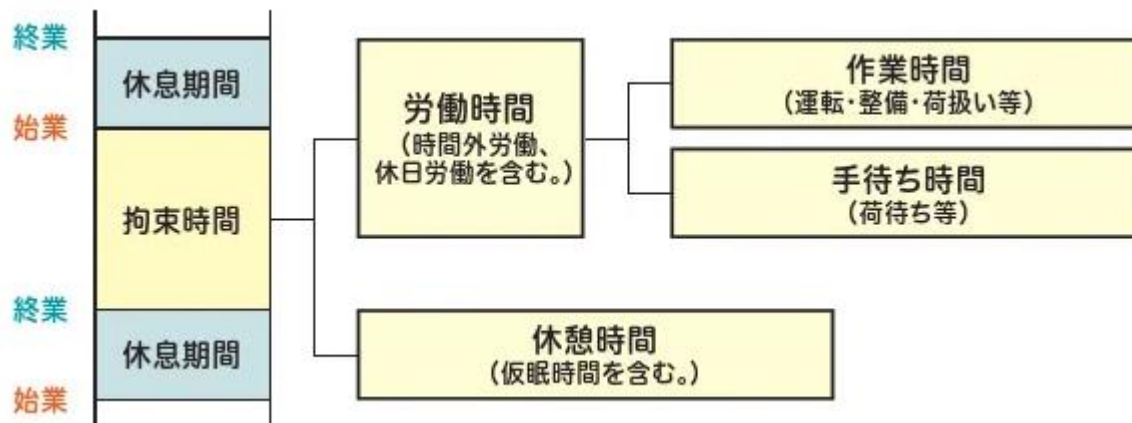 終業
休息期間
始業
拘束時間
終業
休息期間
始業
労働時間
(時間外労働、
休日労働を含む。)
作業時間
(運転・整備・荷扱い等)
手待ち時間
(荷待ち等)
休憩時間
(仮眠時間を含む。)